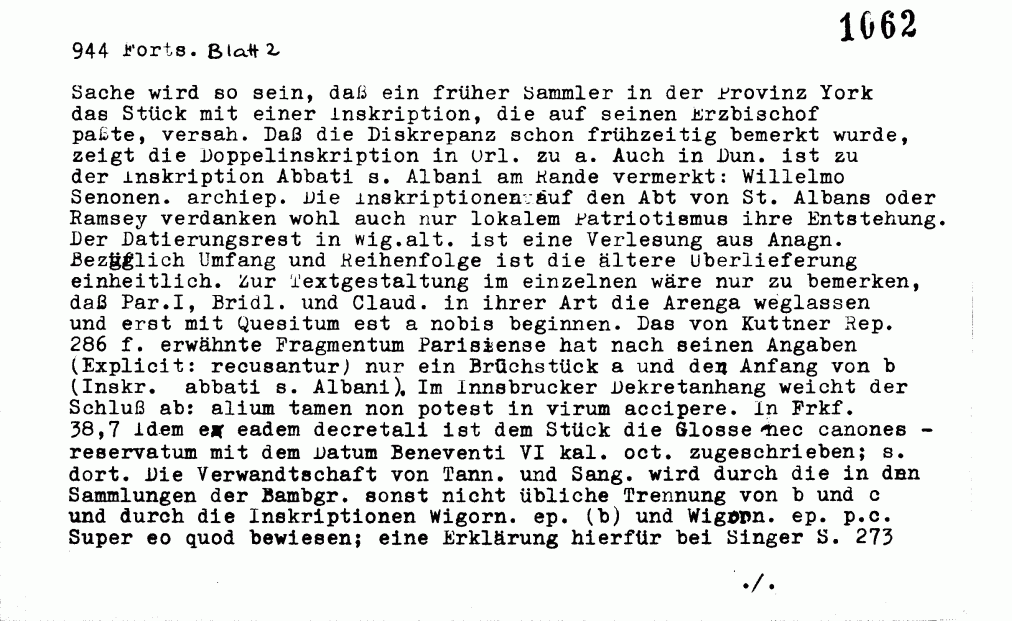 1062
944 Forts. Blatt 2
Sache wird so sein, daß ein früher Sammler in der Provinz York
das Stück mit einer Inskription, die auf seinen Erzbischof
paßte, versah. Daß die Diskrepanz schon frühzeitig bemerkt wurde,
zeigt die Doppelinskription in Orl. zu a. Auch in Dun. ist zu
der Inskription Abbati s. Albani am Rande vermerkt: Willelmo
Senonen. archiep. Die Inskriptionen auf den Abt von St. Albans oder
Ramsey verdanken wohl auch nur lokalem Patriotismus ihre Entstehung.
Der Datierungsrest in Wig.alt. ist eine Verlesung aus Anagn.
Bezüglich Umfang und Reihenfolge ist die ältere Überlieferung
einheitlich. Zur Textgestaltung im einzelnen wäre nur zu bemerken,
daß Par.I, Bridl. und Claud. in ihrer Art die Arenga weglassen
und erst mit Quesitum est a nobis beginnen. Das von Kuttner Rep.
286 f. erwähnte Fragmentum Parisiense hat nach seinen Angaben
(Explicit: recusantur) nur ein Brüchstück a und den Anfang von b
(Inskr. abbati s. Albani). Im Innsbrucker Dekretanhang weicht der
Schluß ab: alium tamen non potest in virum accipere. In Frkf.
38,7 Idem ex eadem decretali ist dem Stück die Glosse nec canones -
reservatum mit dem Datum Beneventi VI kal. oct. zugeschrieben; s.
dort. Die Verwandtschaft von Tann. und Sang. wird durch die in den
Sammlungen der Bambgr. sonst nicht übliche Trennung von b und c
und durch die Inskriptionen Wigorn. ep. (b) und Wigorn. ep. p.c.
Super eo quod bewiesen; eine Erklärung hierfür bei Singer S. 273
./.